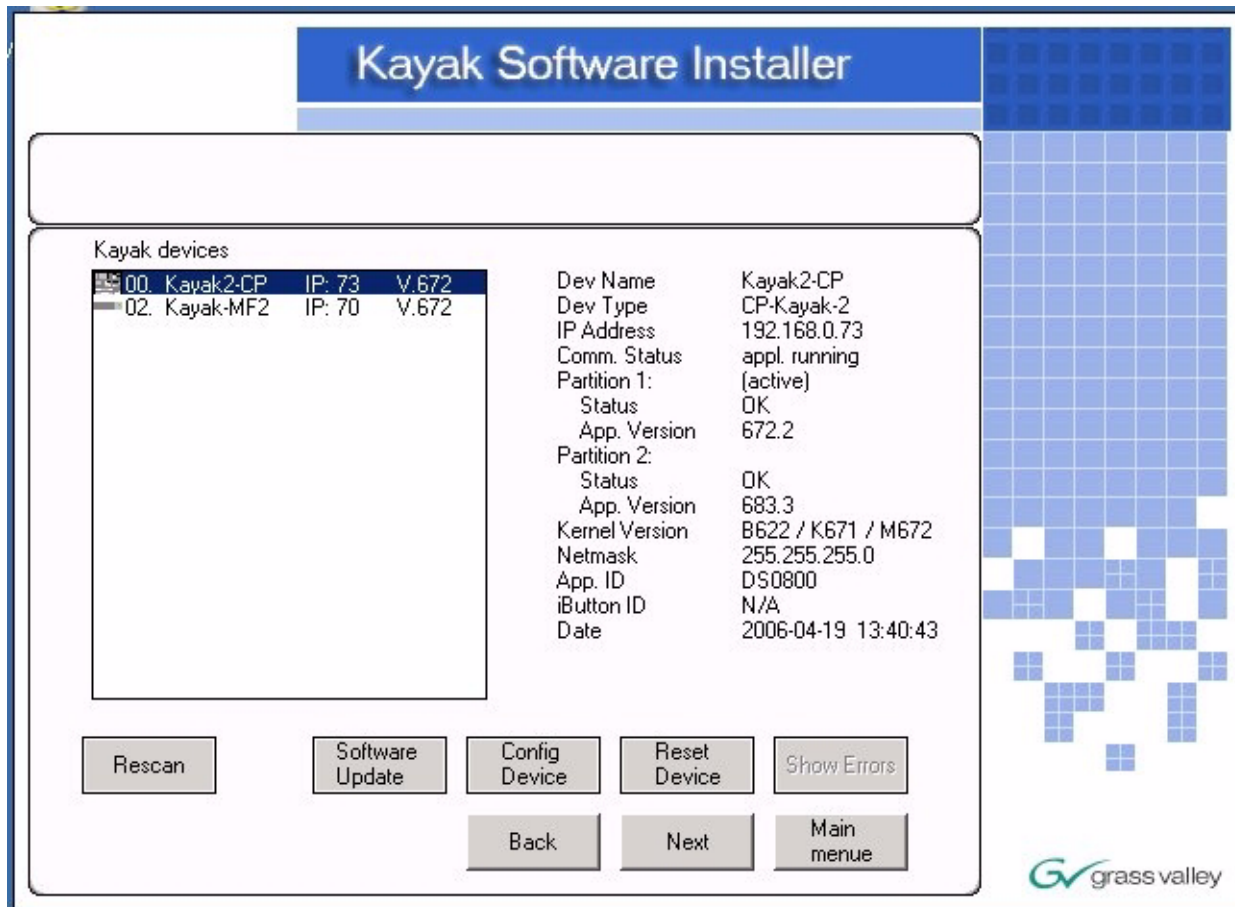 Kayak Software Installer
Kayak devices
00. Kayak2-CP IP: 73 V.672
02. Kayak-MF2 IP: 70 V.672
Dev Name Kayak2-CP
Dev Type CP-Kayak-2
IP Address 192.168.0.73
Comm. Status appl. running
Partition 1: (active)
Status OK
App. Version 672.2
Partition 2:
Status OK
App. Version 683.3
Kernel Version B622 / K671 / M672
Netmask 255.255.255.0
App. ID DS0800
iButton ID N/A
Date 2006-04-19 13:40:43
Rescan
Software
Update
Config
Device
Reset
Device
Show Errors
Back
Next
Main
menue
GV grass valley